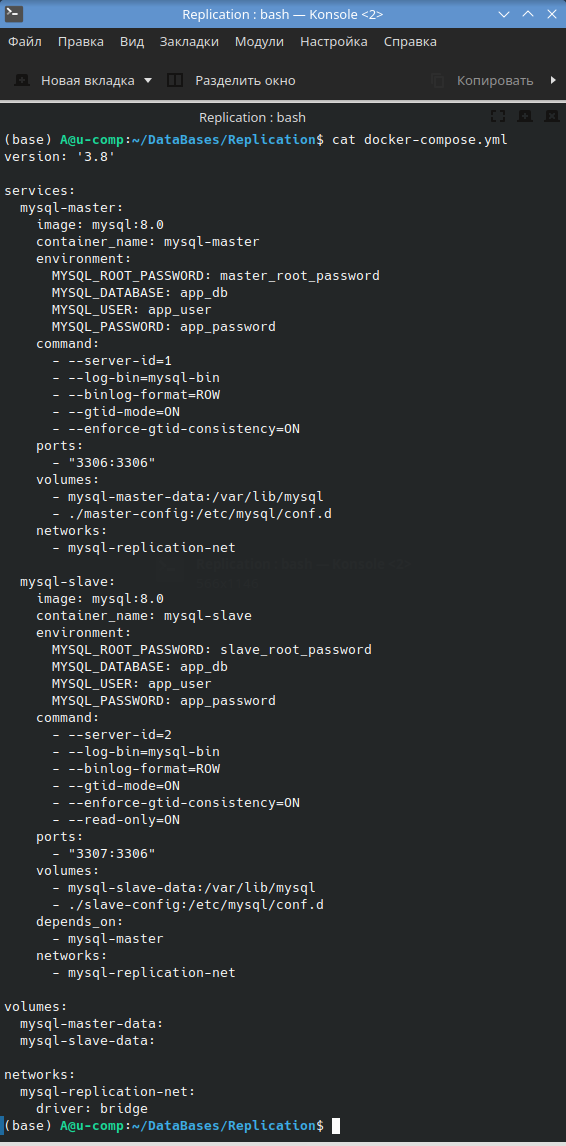 Replication : bash — Konsole <2>
Файл Правка Вид Закладки Модули Настройка Справка
Новая вкладка Разделить окно Копировать
Replication : bash
(base) A@u-comp:~/DataBases/Replication$ cat docker-compose.yml
version: '3.8'

services:
  mysql-master:
    image: mysql:8.0
    container_name: mysql-master
    environment:
      MYSQL_ROOT_PASSWORD: master_root_password
      MYSQL_DATABASE: app_db
      MYSQL_USER: app_user
      MYSQL_PASSWORD: app_password
    command:
      - --server-id=1
      - --log-bin=mysql-bin
      - --binlog-format=ROW
      - --gtid-mode=ON
      - --enforce-gtid-consistency=ON
    ports:
      - "3306:3306"
    volumes:
      - mysql-master-data:/var/lib/mysql
      - ./master-config:/etc/mysql/conf.d
    networks:
      - mysql-replication-net

  mysql-slave:
    image: mysql:8.0
    container_name: mysql-slave
    environment:
      MYSQL_ROOT_PASSWORD: slave_root_password
      MYSQL_DATABASE: app_db
      MYSQL_USER: app_user
      MYSQL_PASSWORD: app_password
    command:
      - --server-id=2
      - --log-bin=mysql-bin
      - --binlog-format=ROW
      - --gtid-mode=ON
      - --enforce-gtid-consistency=ON
      - --read-only=ON
    ports:
      - "3307:3306"
    volumes:
      - mysql-slave-data:/var/lib/mysql
      - ./slave-config:/etc/mysql/conf.d
    depends_on:
      - mysql-master
    networks:
      - mysql-replication-net

volumes:
  mysql-master-data:
  mysql-slave-data:

networks:
  mysql-replication-net:
    driver: bridge
(base) A@u-comp:~/DataBases/Replication$